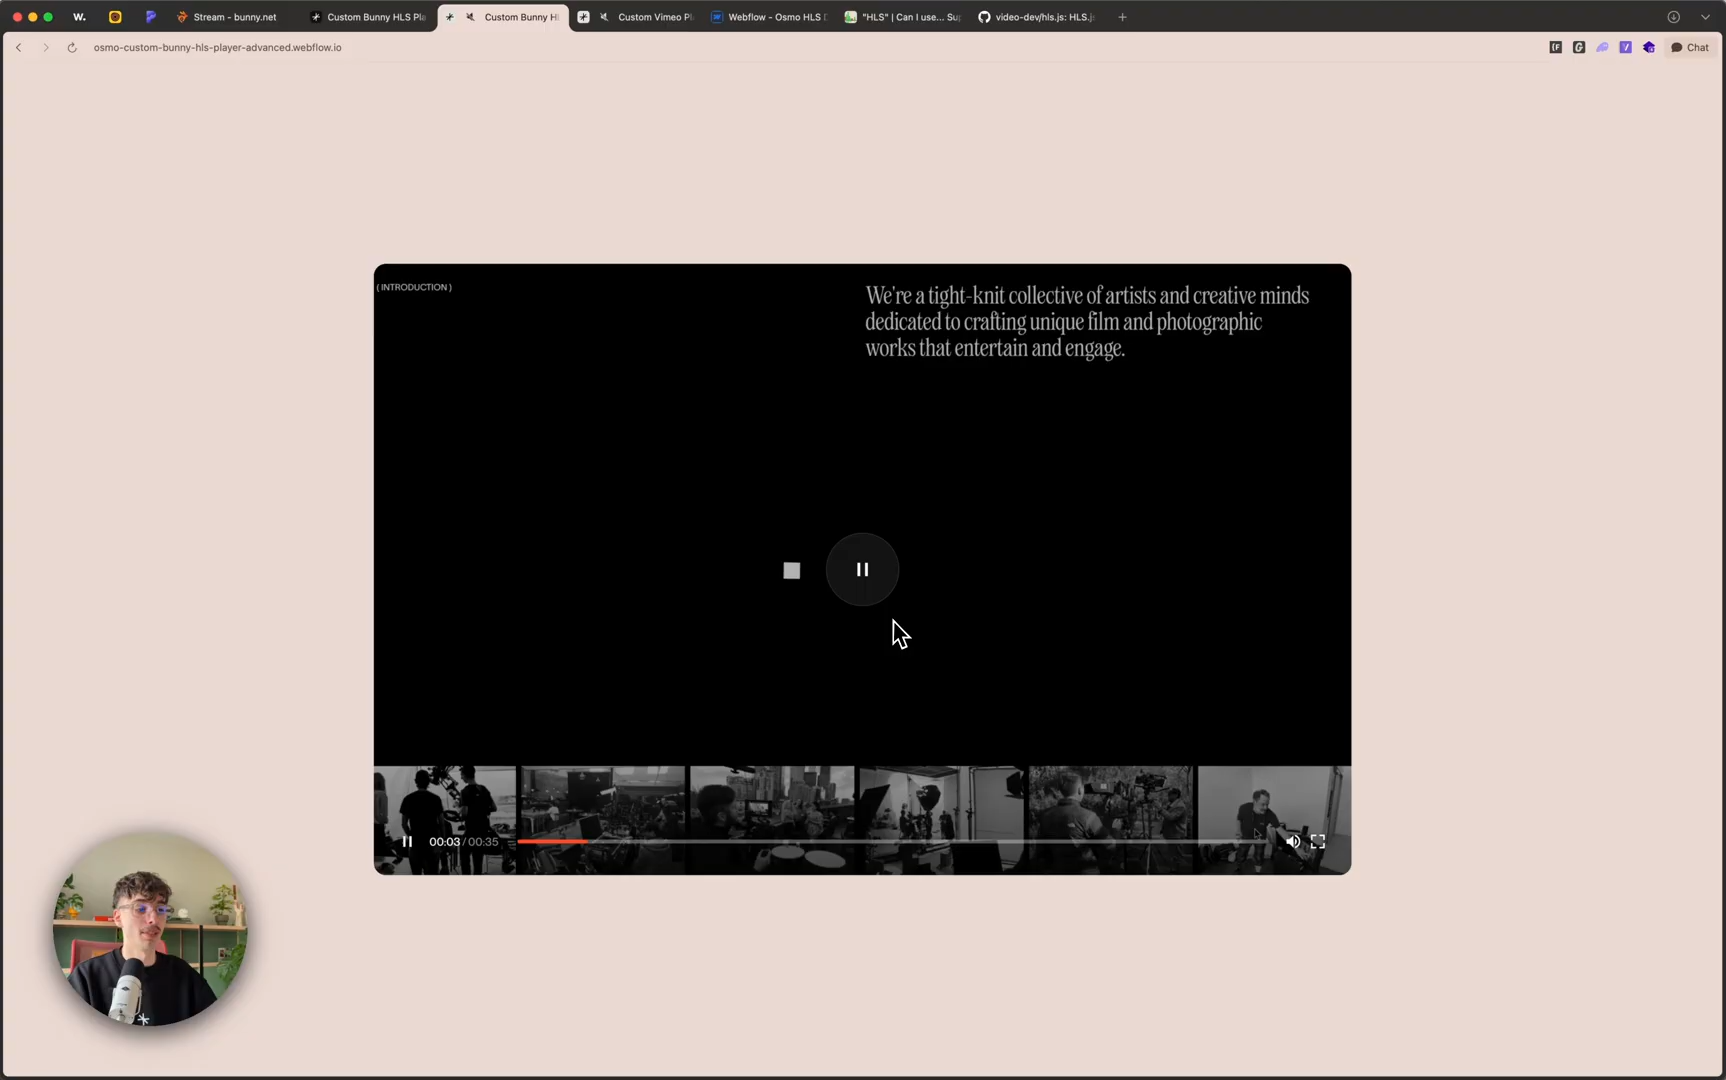 W. Stream - bunny.net Custom Bunny HLS Pla Custom Bunny H Custom Vimeo Pl Webflow - Osmo HLS D "HLS" | Can I use... Sup video-dev/hls.js: HLS.js
osmo-custom-bunny-hls-player-advanced.webflow.io Chat
( INTRODUCTION )
We're a tight-knit collective of artists and creative minds
dedicated to crafting unique film and photographic
works that entertain and engage.
00:03 / 00:35